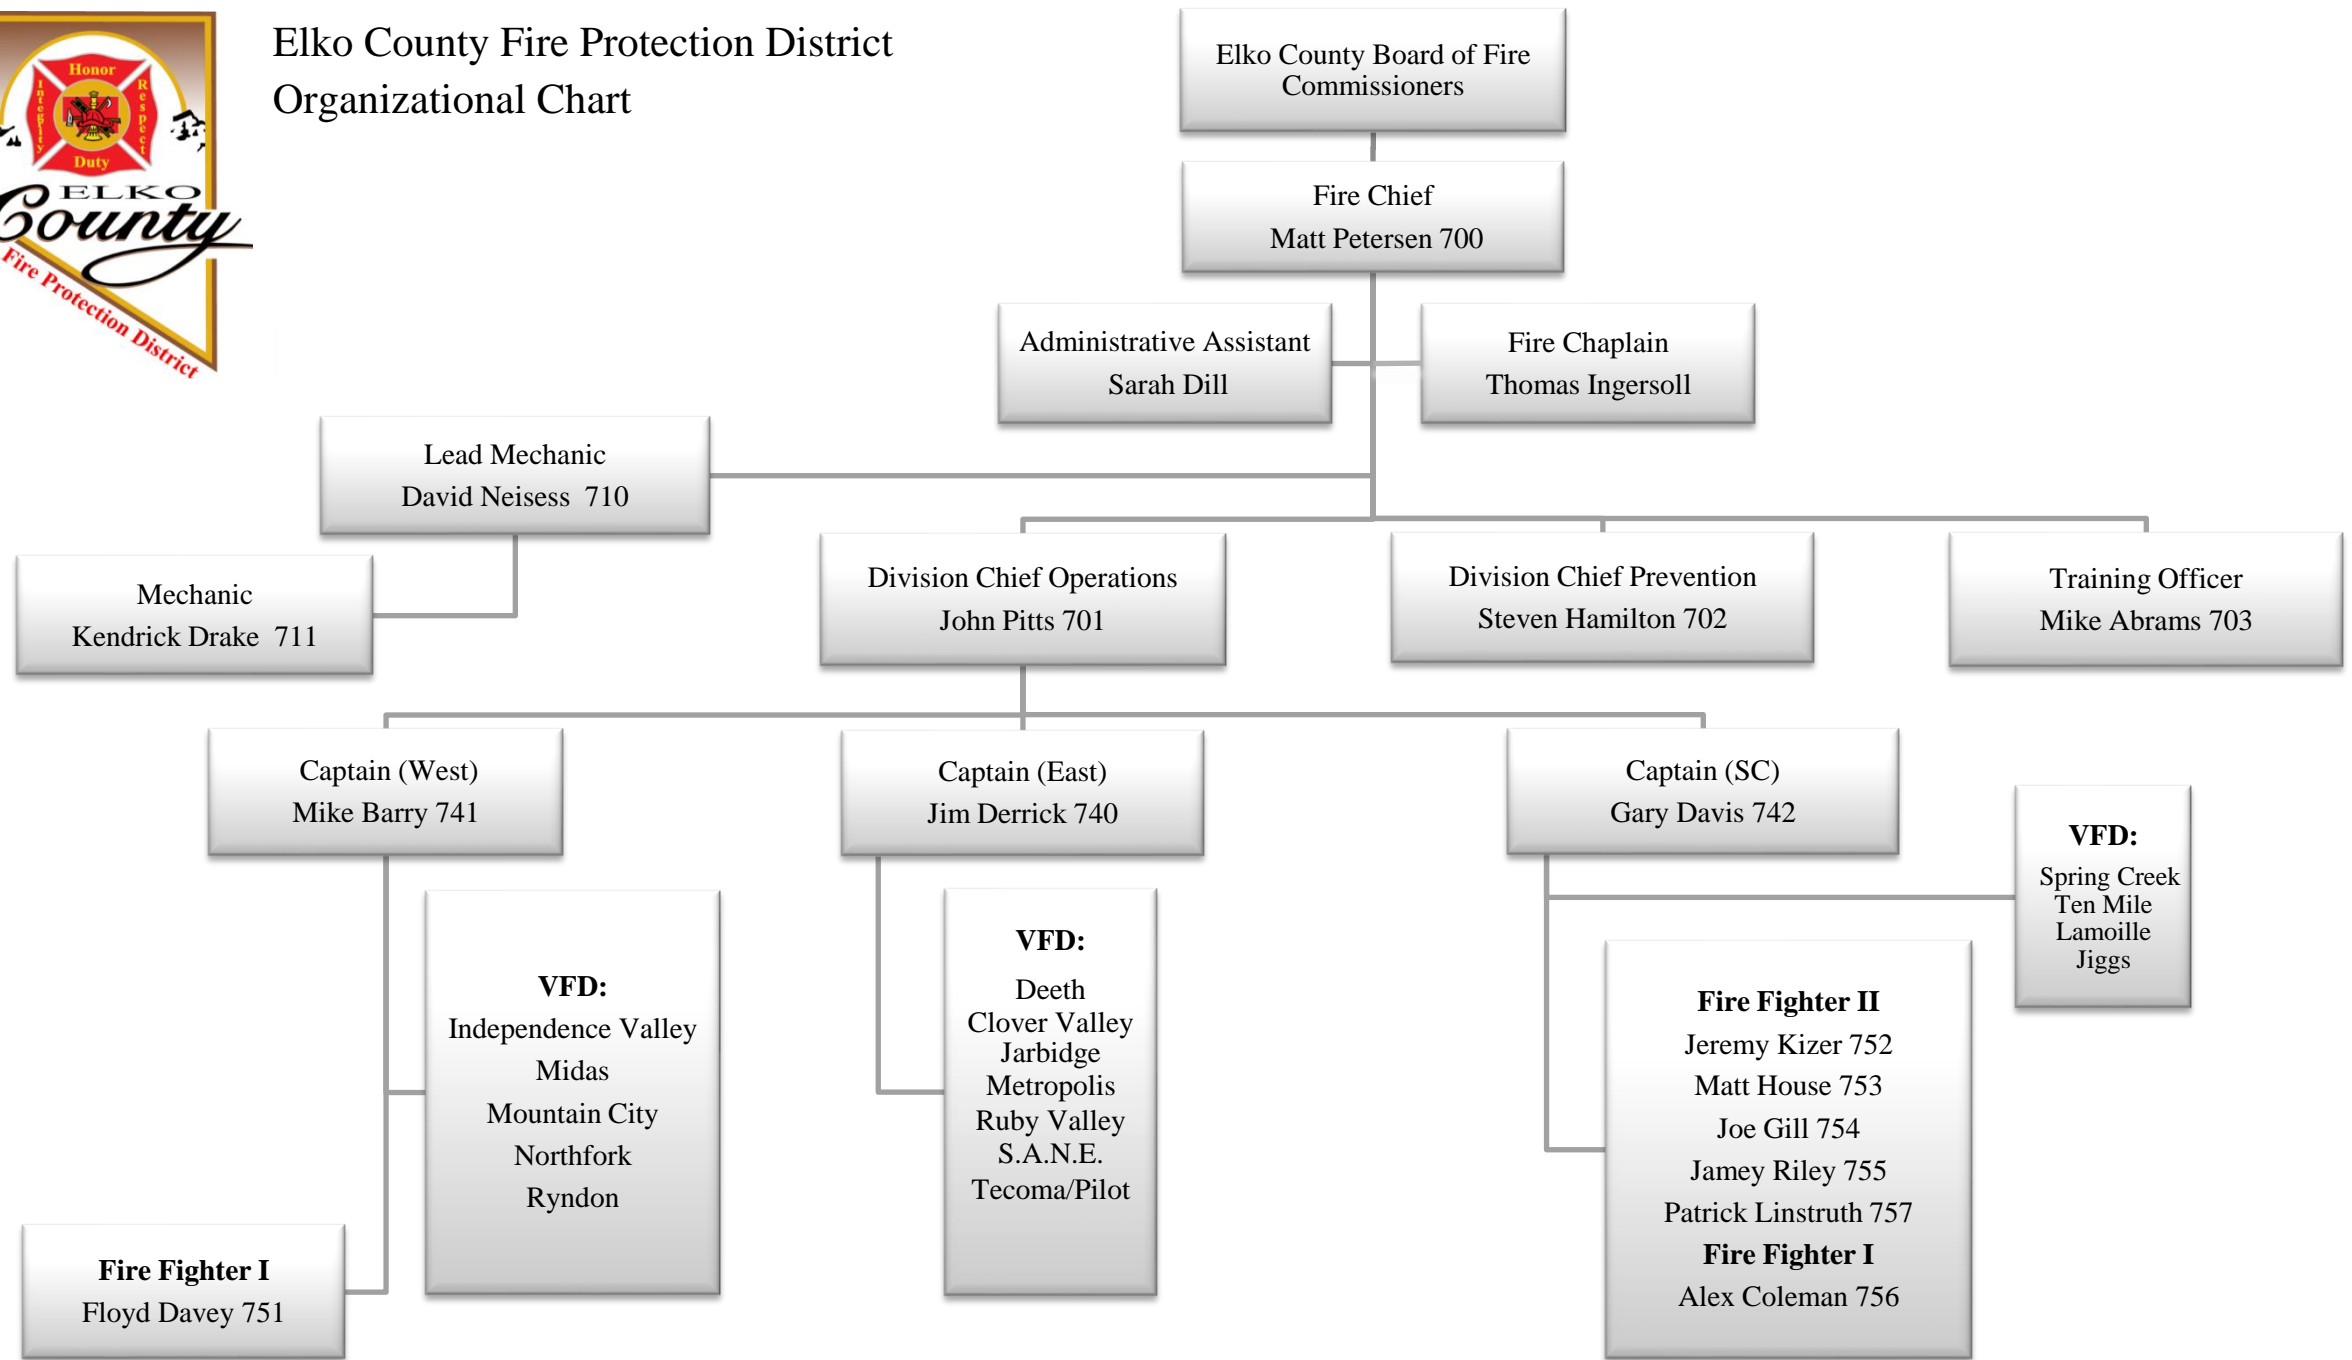 Honor
Integrity
Respect
Duty
ELKO
County
Fire Protection District
Elko County Fire Protection District
Organizational Chart
Elko County Board of Fire
Commissioners
Fire Chief
Matt Petersen 700
Administrative Assistant
Sarah Dill
Fire Chaplain
Thomas Ingersoll
Lead Mechanic
David Neisess  710
Mechanic
Kendrick Drake  711
Division Chief Operations
John Pitts 701
Division Chief Prevention
Steven Hamilton 702
Training Officer
Mike Abrams 703
Captain (West)
Mike Barry 741
Captain (East)
Jim Derrick 740
Captain (SC)
Gary Davis 742
VFD:
Spring Creek
Ten Mile
Lamoille
Jiggs
VFD:
Independence Valley
Midas
Mountain City
Northfork
Ryndon
VFD:
Deeth
Clover Valley
Jarbidge
Metropolis
Ruby Valley
S.A.N.E.
Tecoma/Pilot
Fire Fighter II
Jeremy Kizer 752
Matt House 753
Joe Gill 754
Jamey Riley 755
Patrick Linstruth 757
Fire Fighter I
Alex Coleman 756
Fire Fighter I
Floyd Davey 751